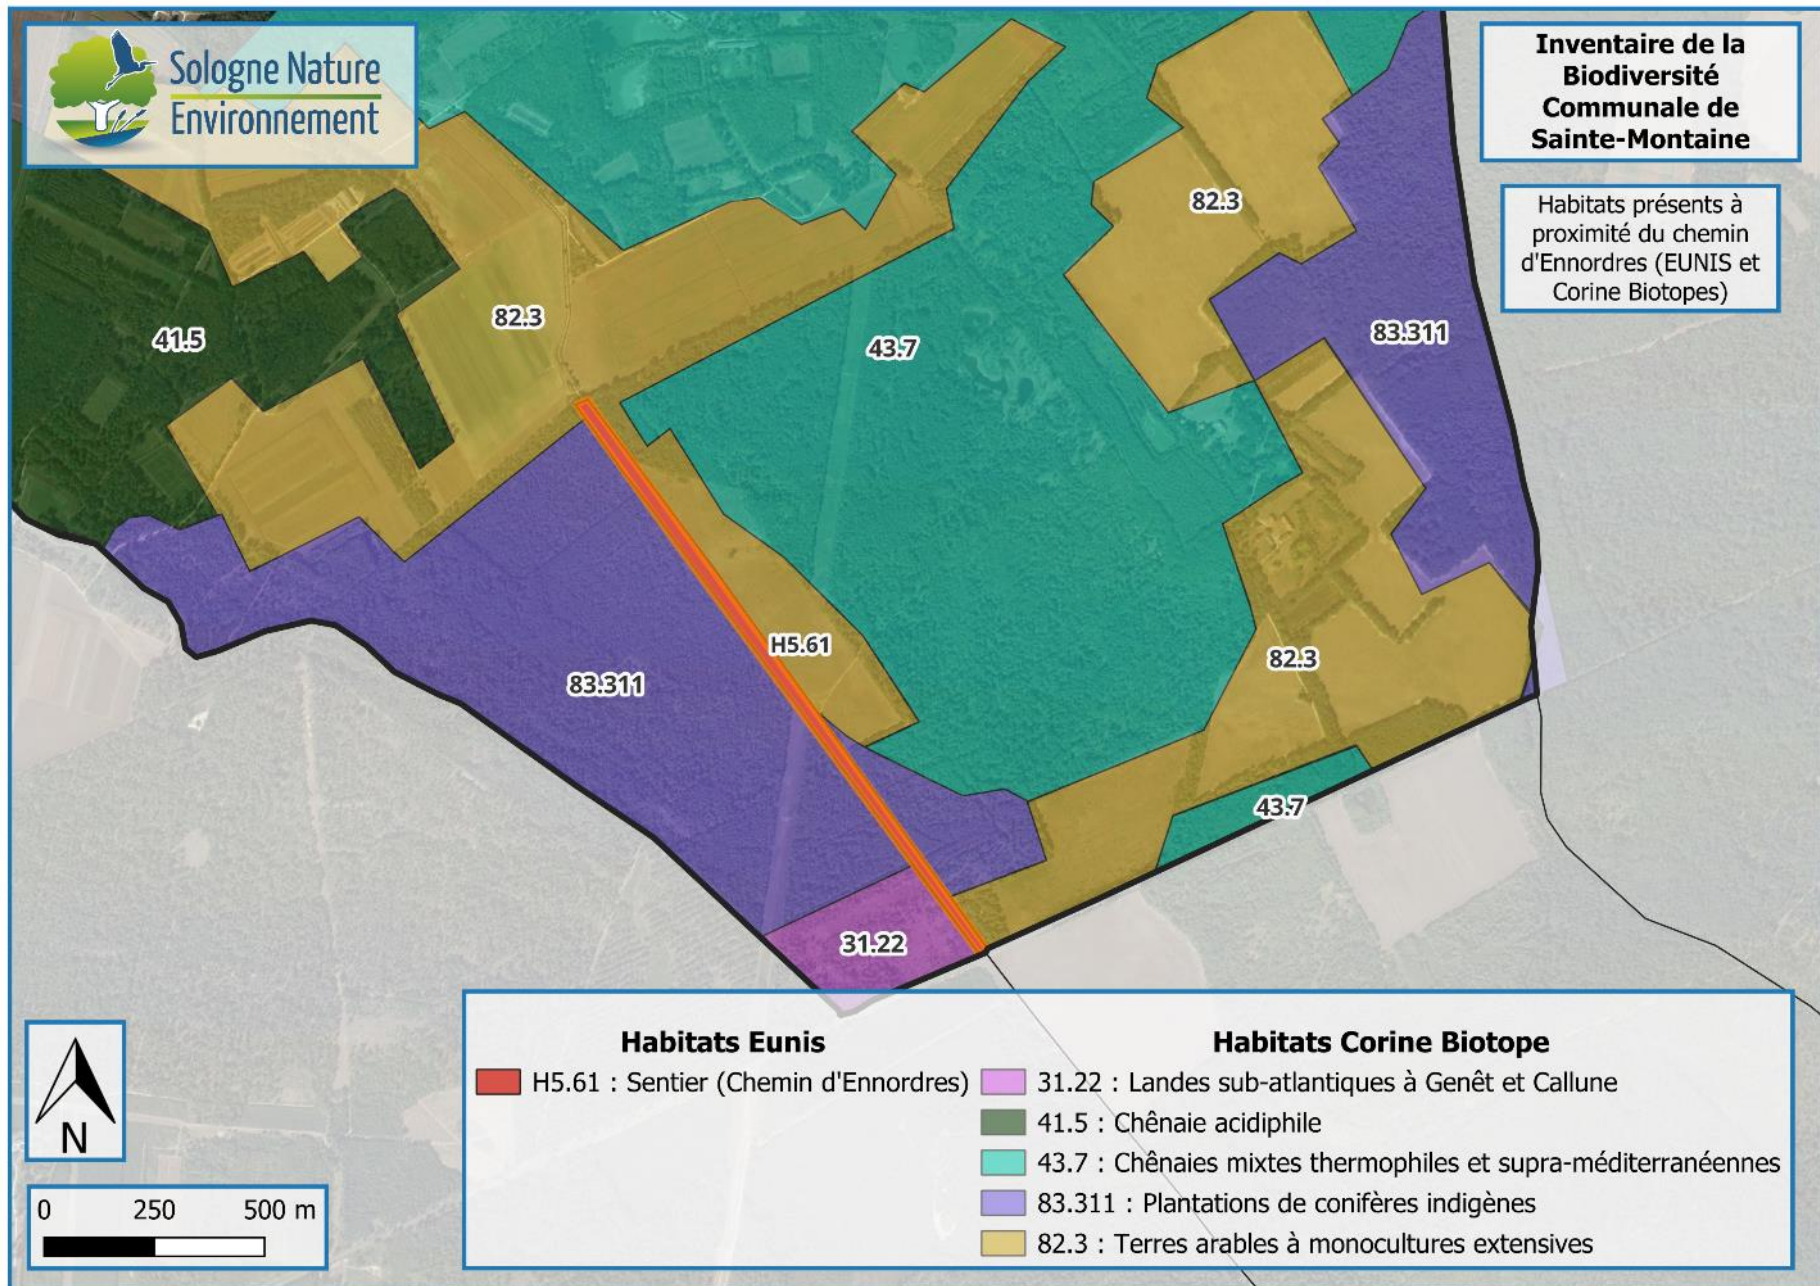 Sologne Nature
Environnement
Inventaire de la
Biodiversité
Communale de
Sainte-Montaine
Habitats présents à
proximité du chemin
d'Ennordres (EUNIS et
Corine Biotopes)
82.3
82.3
41.5
43.7
83.311
H5.61
82.3
83.311
43.7
31.22
Habitats Eunis
H5.61 : Sentier (Chemin d'Ennordres)
Habitats Corine Biotope
31.22 : Landes sub-atlantiques à Genêt et Callune
41.5 : Chênaie acidiphile
43.7 : Chênaies mixtes thermophiles et supra-méditerranéennes
83.311 : Plantations de conifères indigènes
82.3 : Terres arables à monocultures extensives
N
0 250 500 m